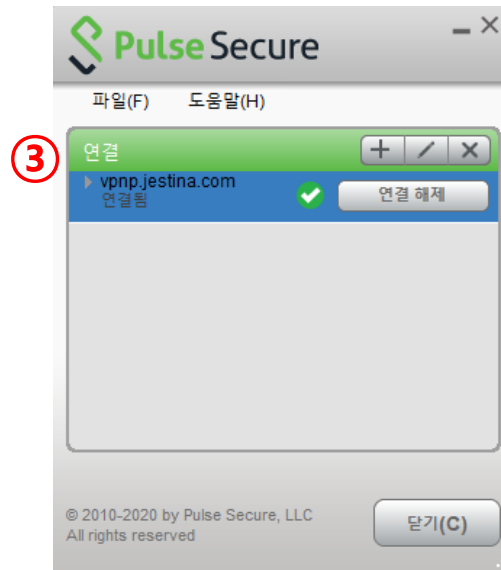 Pulse Secure
파일(F) 도움말(H)
③
연결
vpnp.jestina.com
연결됨
연결 해제
© 2010-2020 by Pulse Secure, LLC
All rights reserved
닫기(C)